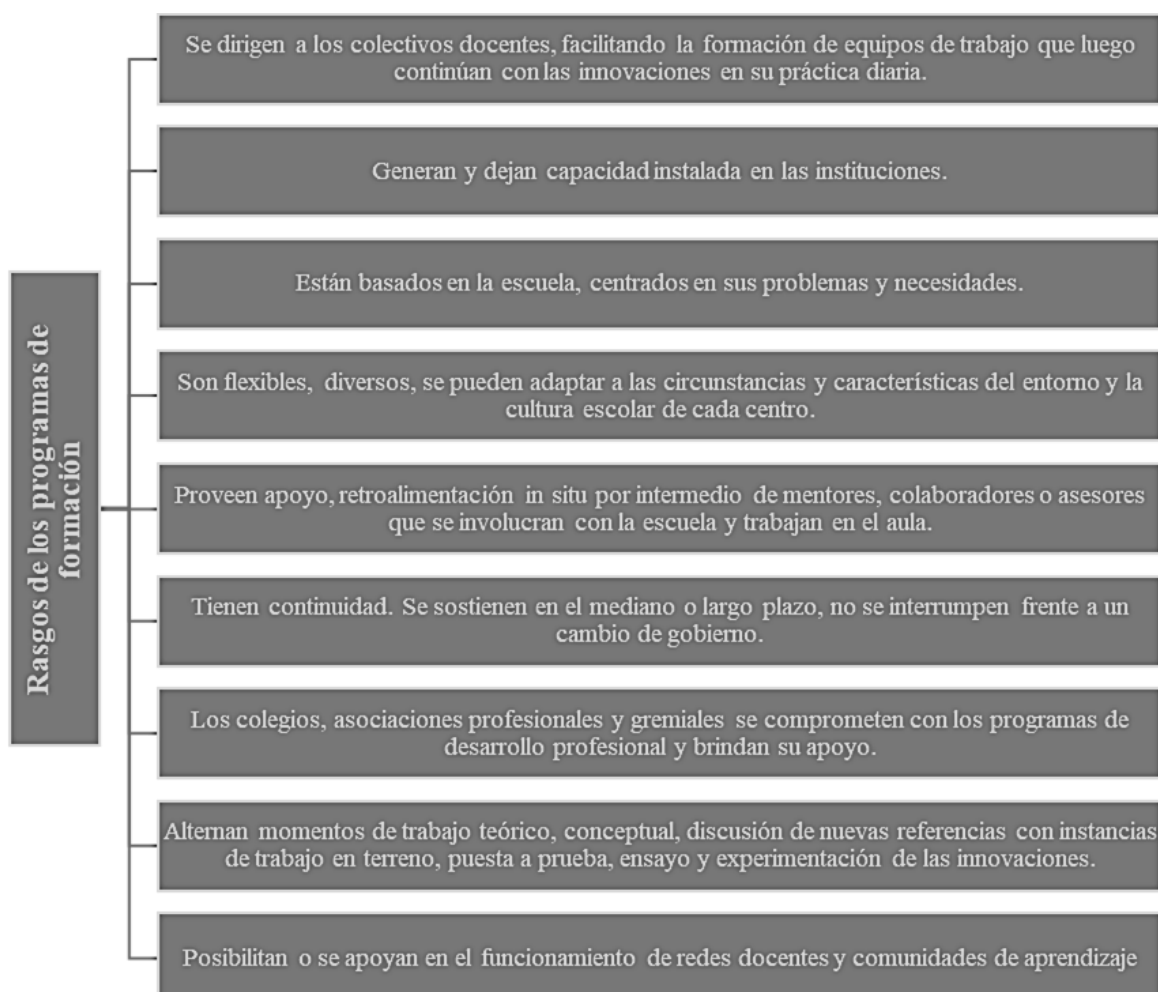 Rasgos de los programas de
formación
Se dirigen a los colectivos docentes, facilitando la formación de equipos de trabajo que luego
continúan con las innovaciones en su práctica diaria.
Generan y dejan capacidad instalada en las instituciones.
Están basados en la escuela, centrados en sus problemas y necesidades.
Son flexibles, diversos, se pueden adaptar a las circunstancias y características del entorno y la
cultura escolar de cada centro.
Proveen apoyo, retroalimentación in situ por intermedio de mentores, colaboradores o asesores
que se involucran con la escuela y trabajan en el aula.
Tienen continuidad. Se sostienen en el mediano o largo plazo, no se interrumpen frente a un
cambio de gobierno.
Los colegios, asociaciones profesionales y gremiales se comprometen con los programas de
desarrollo profesional y brindan su apoyo.
Alternan momentos de trabajo teórico, conceptual, discusión de nuevas referencias con instancias
de trabajo en terreno, puesta a prueba, ensayo y experimentación de las innovaciones.
Posibilitan o se apoyan en el funcionamiento de redes docentes y comunidades de aprendizaje